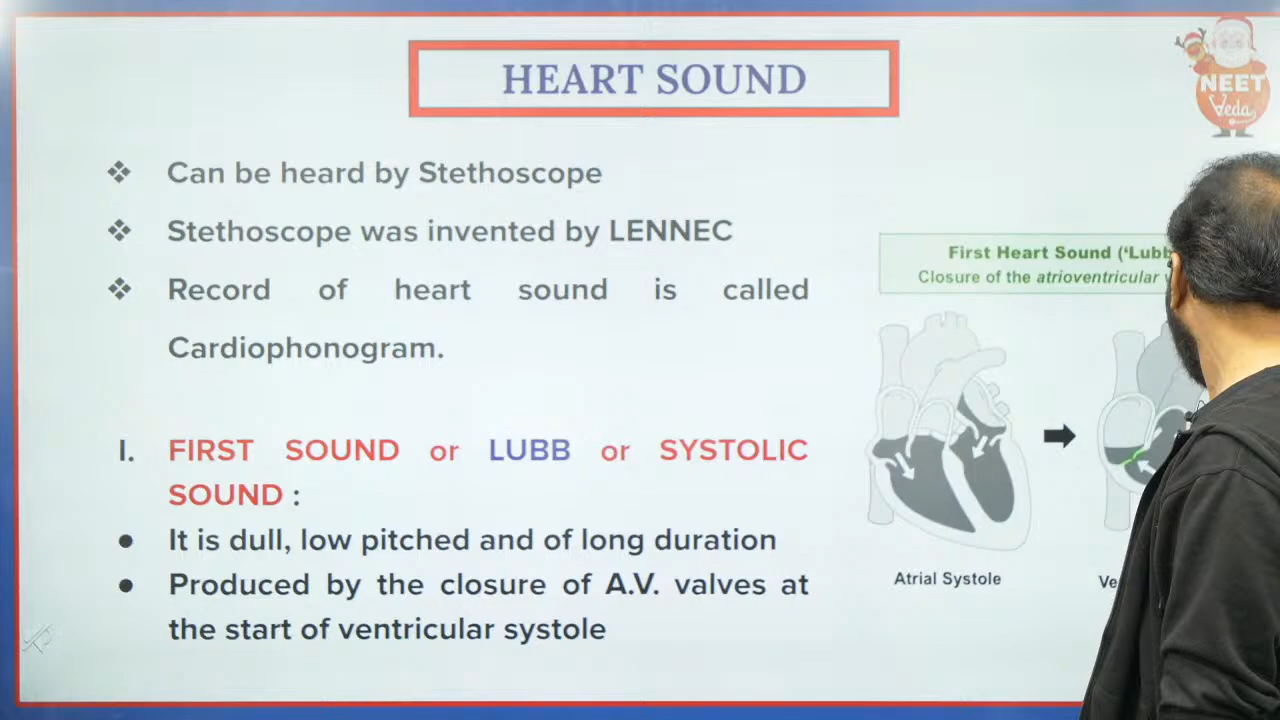 HEART SOUND
NEET
Veda
❖ Can be heard by Stethoscope
❖ Stethoscope was invented by LENNEC
❖ Record of heart sound is called
Cardiophonogram.
First Heart Sound (‘Lubb
Closure of the atrioventricular
I. FIRST SOUND or LUBB or SYSTOLIC
SOUND :
● It is dull, low pitched and of long duration
● Produced by the closure of A.V. valves at
the start of ventricular systole
Atrial Systole